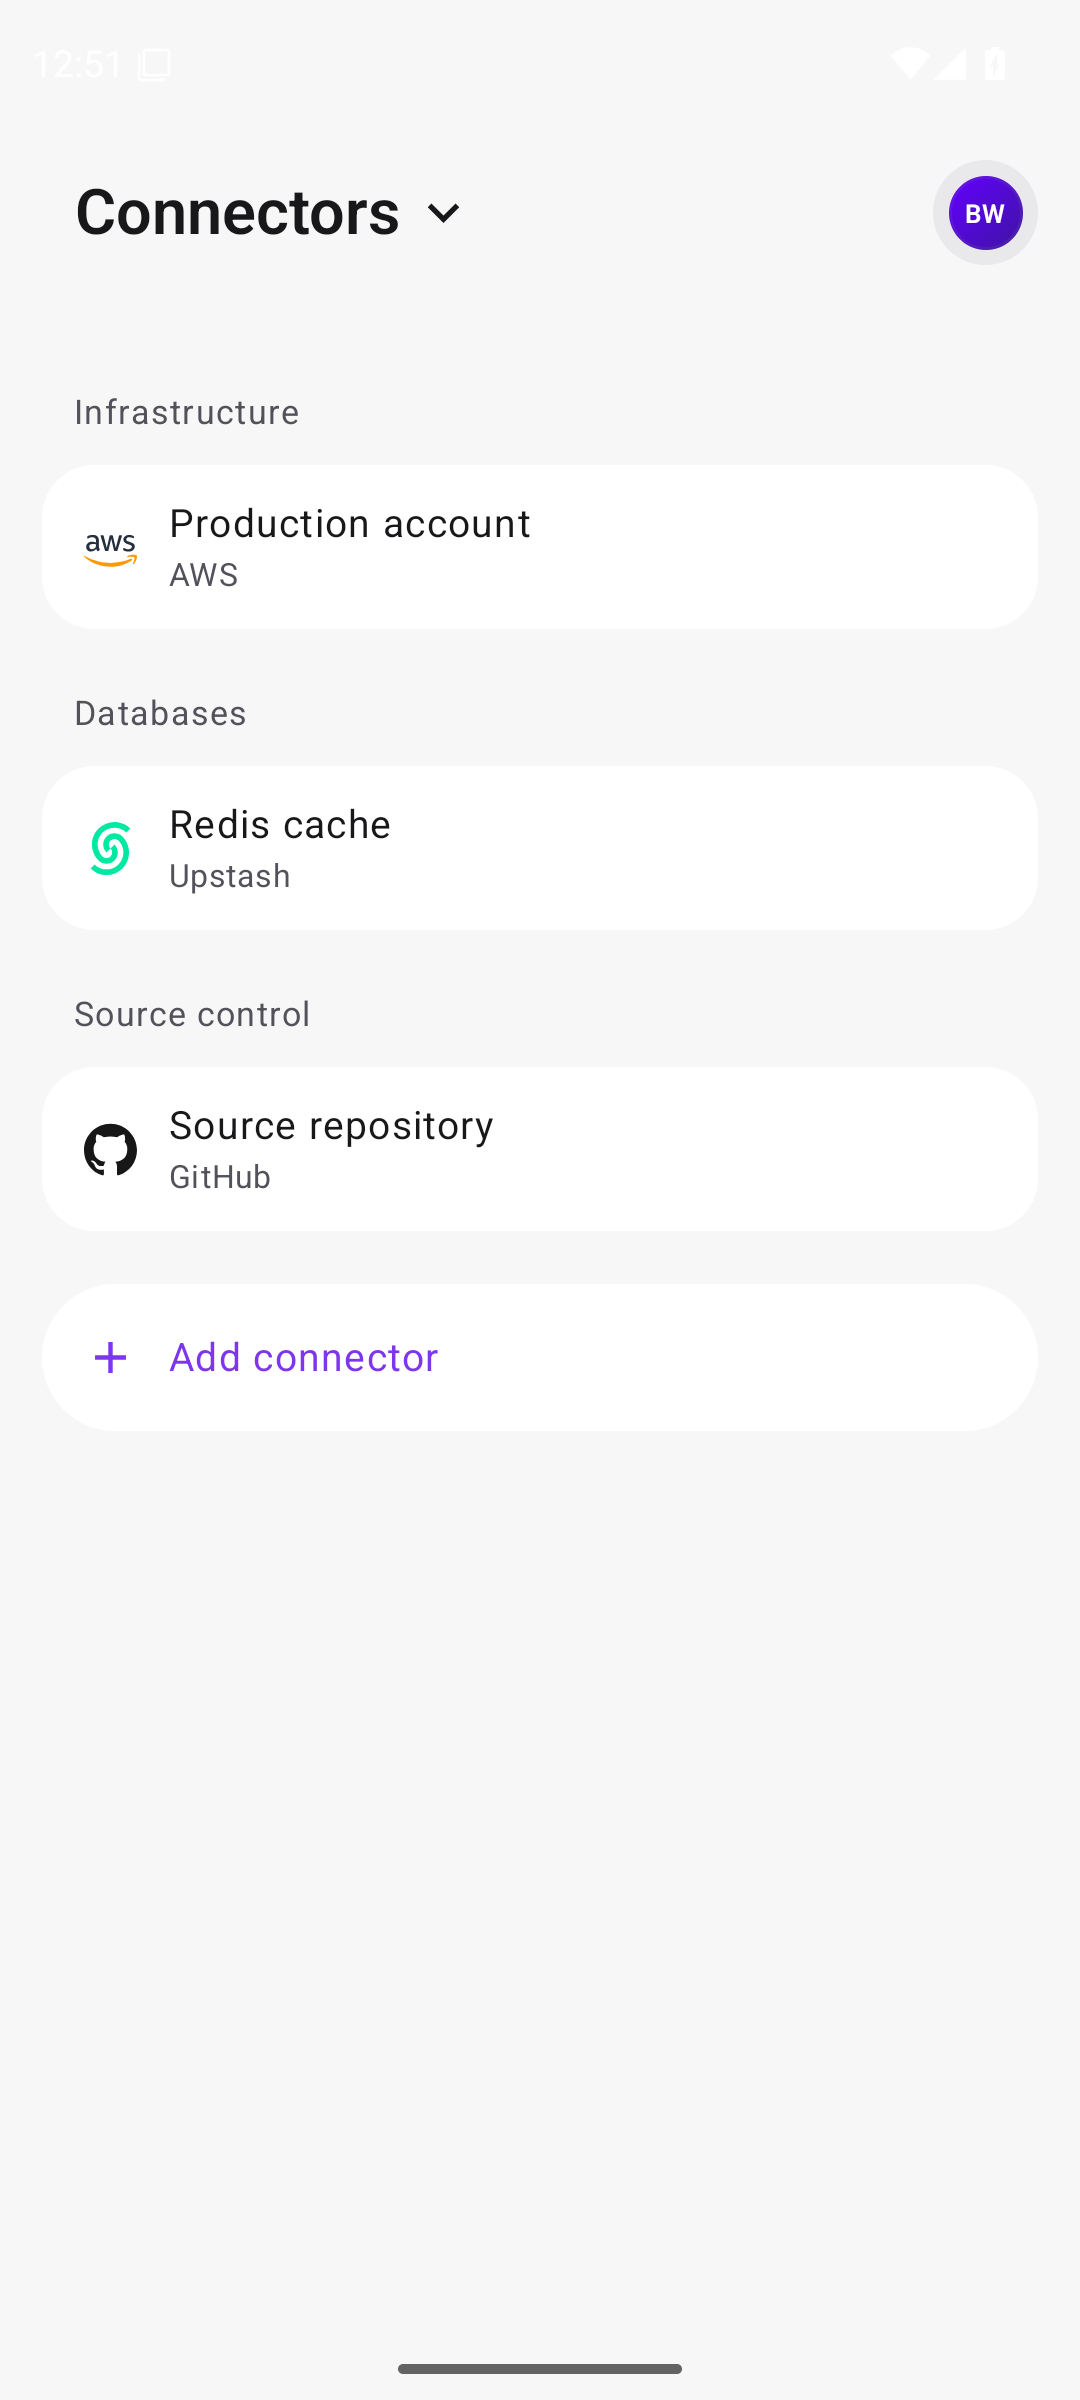 12:51
Connectors
BW
Infrastructure
aws
Production account
AWS
Databases
Redis cache
Upstash
Source control
Source repository
GitHub
Add connector